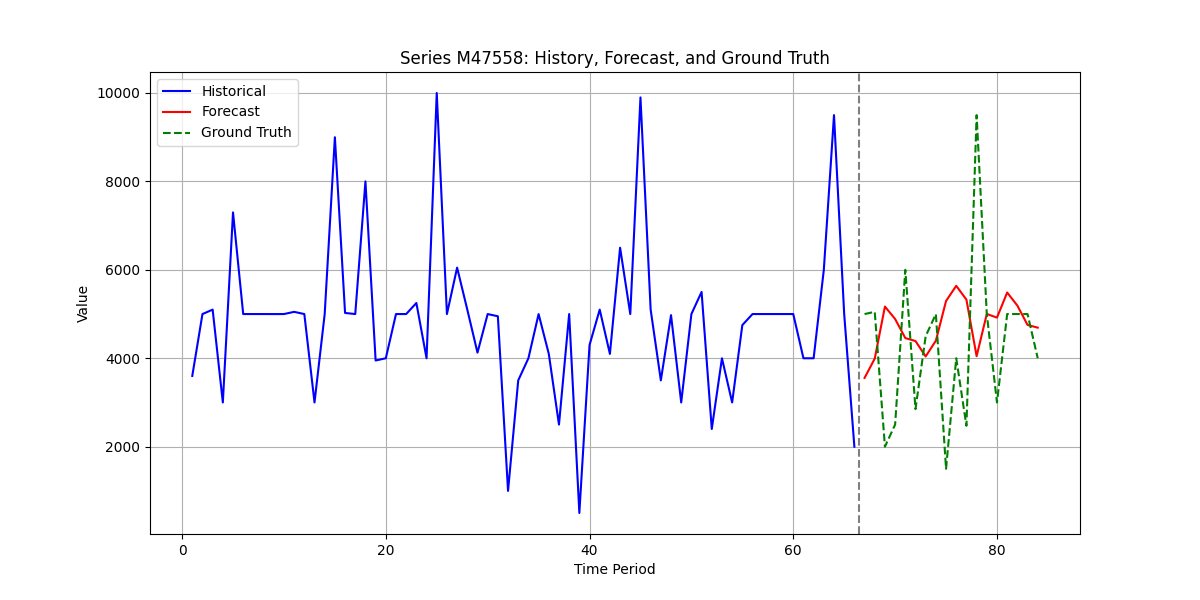 Series M47558: History, Forecast, and Ground Truth
Historical
Forecast
Ground Truth
10000
8000
6000
4000
2000
Value
0
20
40
60
80
Time Period